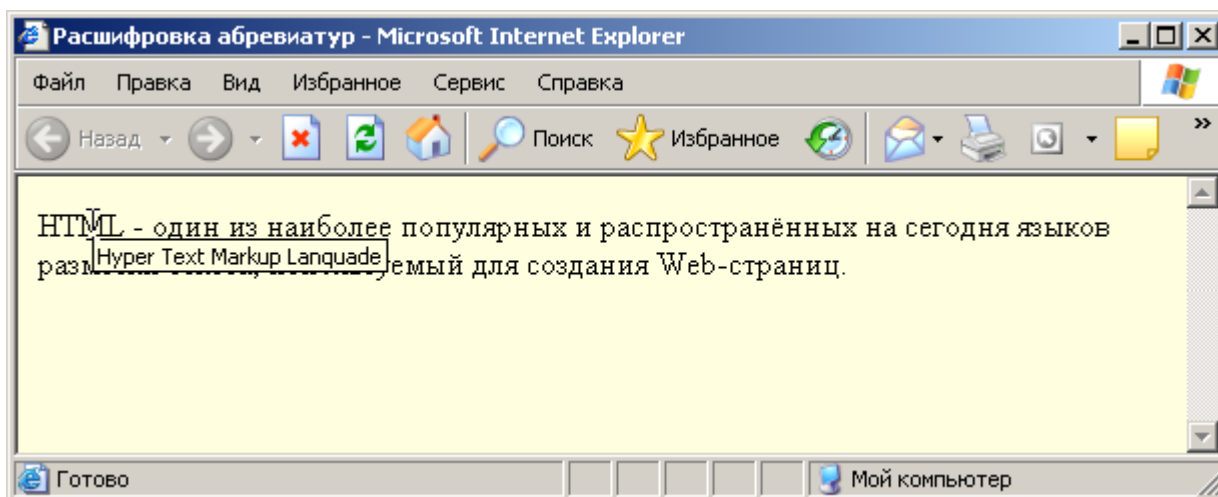 Расшифровка абревиатур - Microsoft Internet Explorer
Файл Правка Вид Избранное Сервис Справка
Назад Поиск Избранное »
HTML - один из наиболее популярных и распространённых на сегодня языков
Hyper Text Markup Lanquade
для создания Web-страниц.
Готово Мой компьютер